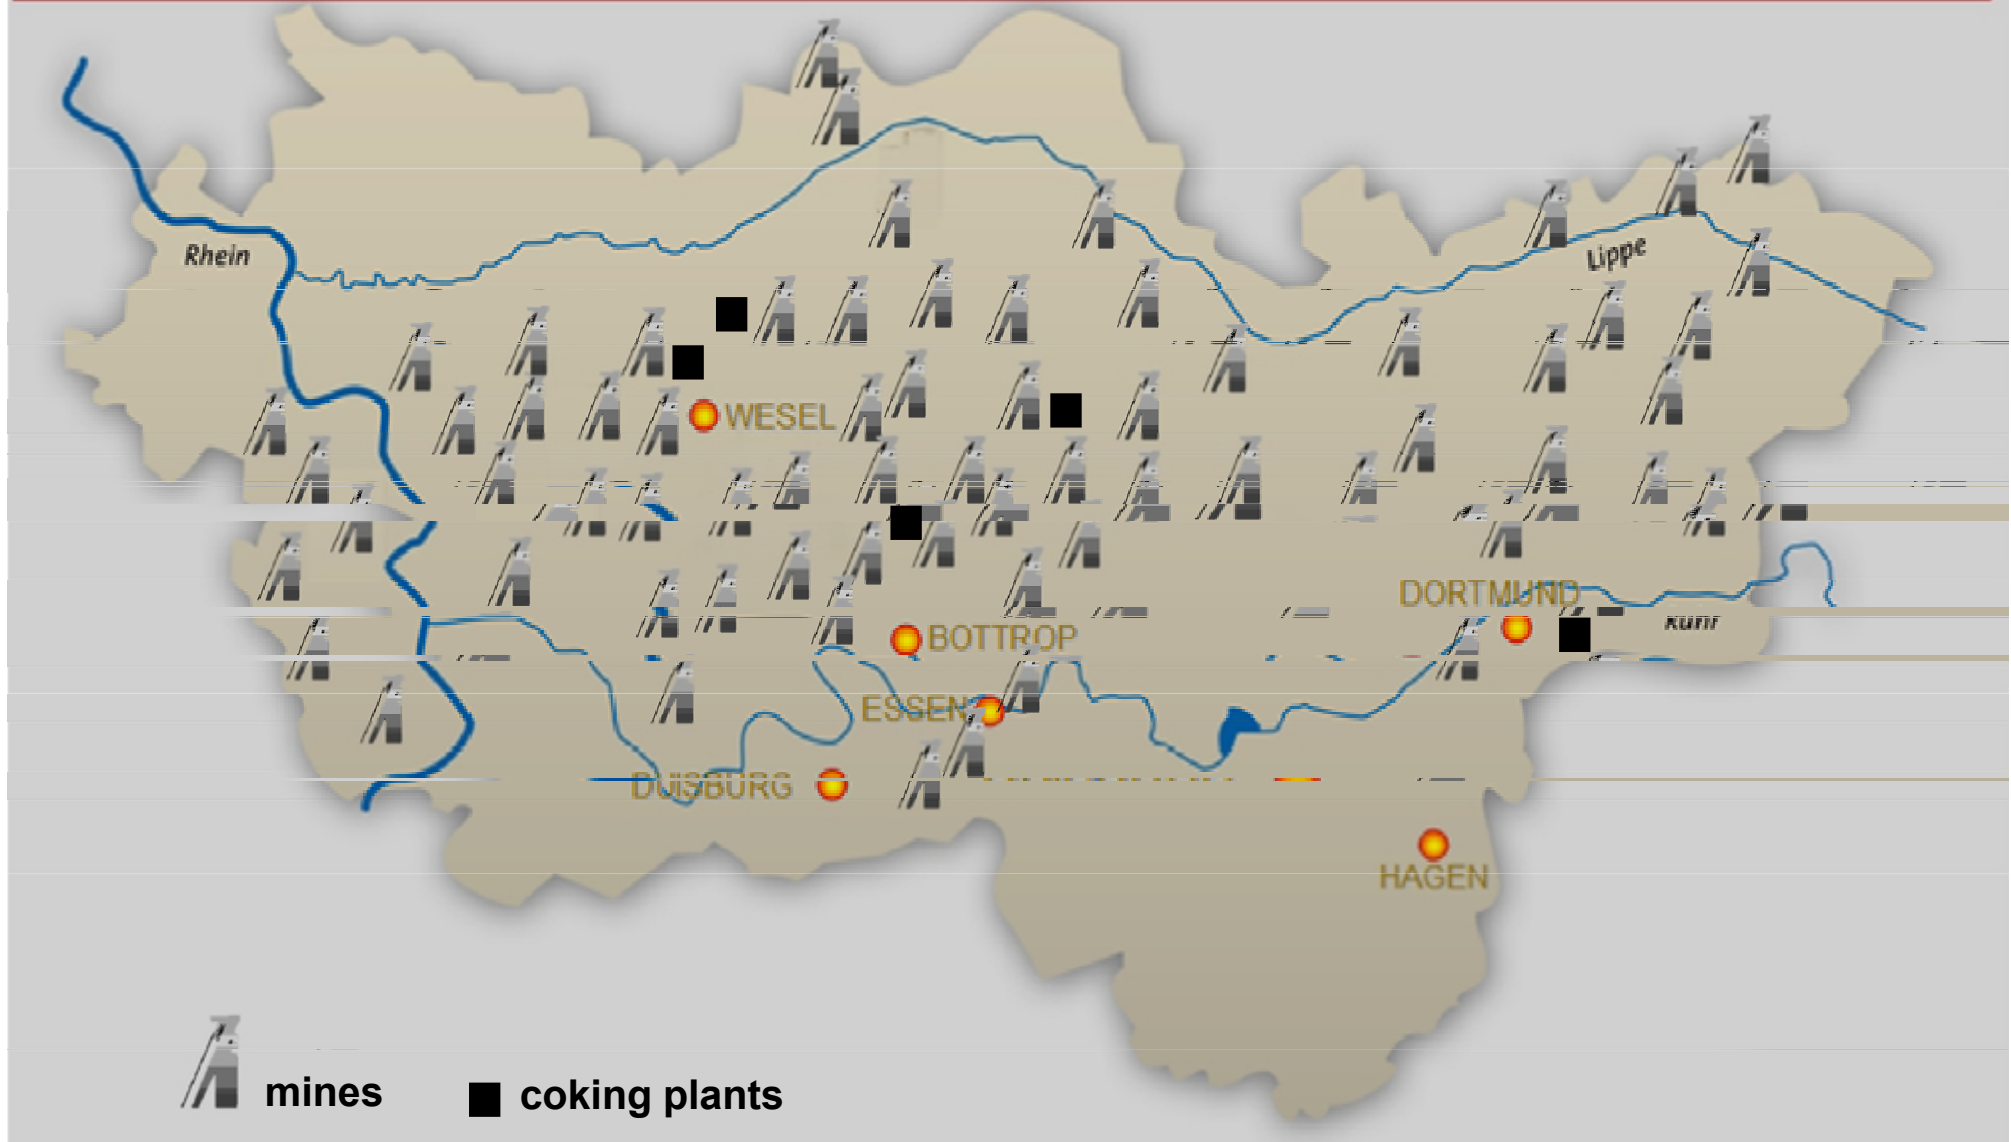 Rhein
Lippe
WESEL
DORTMUND
Ruhr
BOTTROP
ESSEN
DUISBURG
HAGEN
mines
coking plants